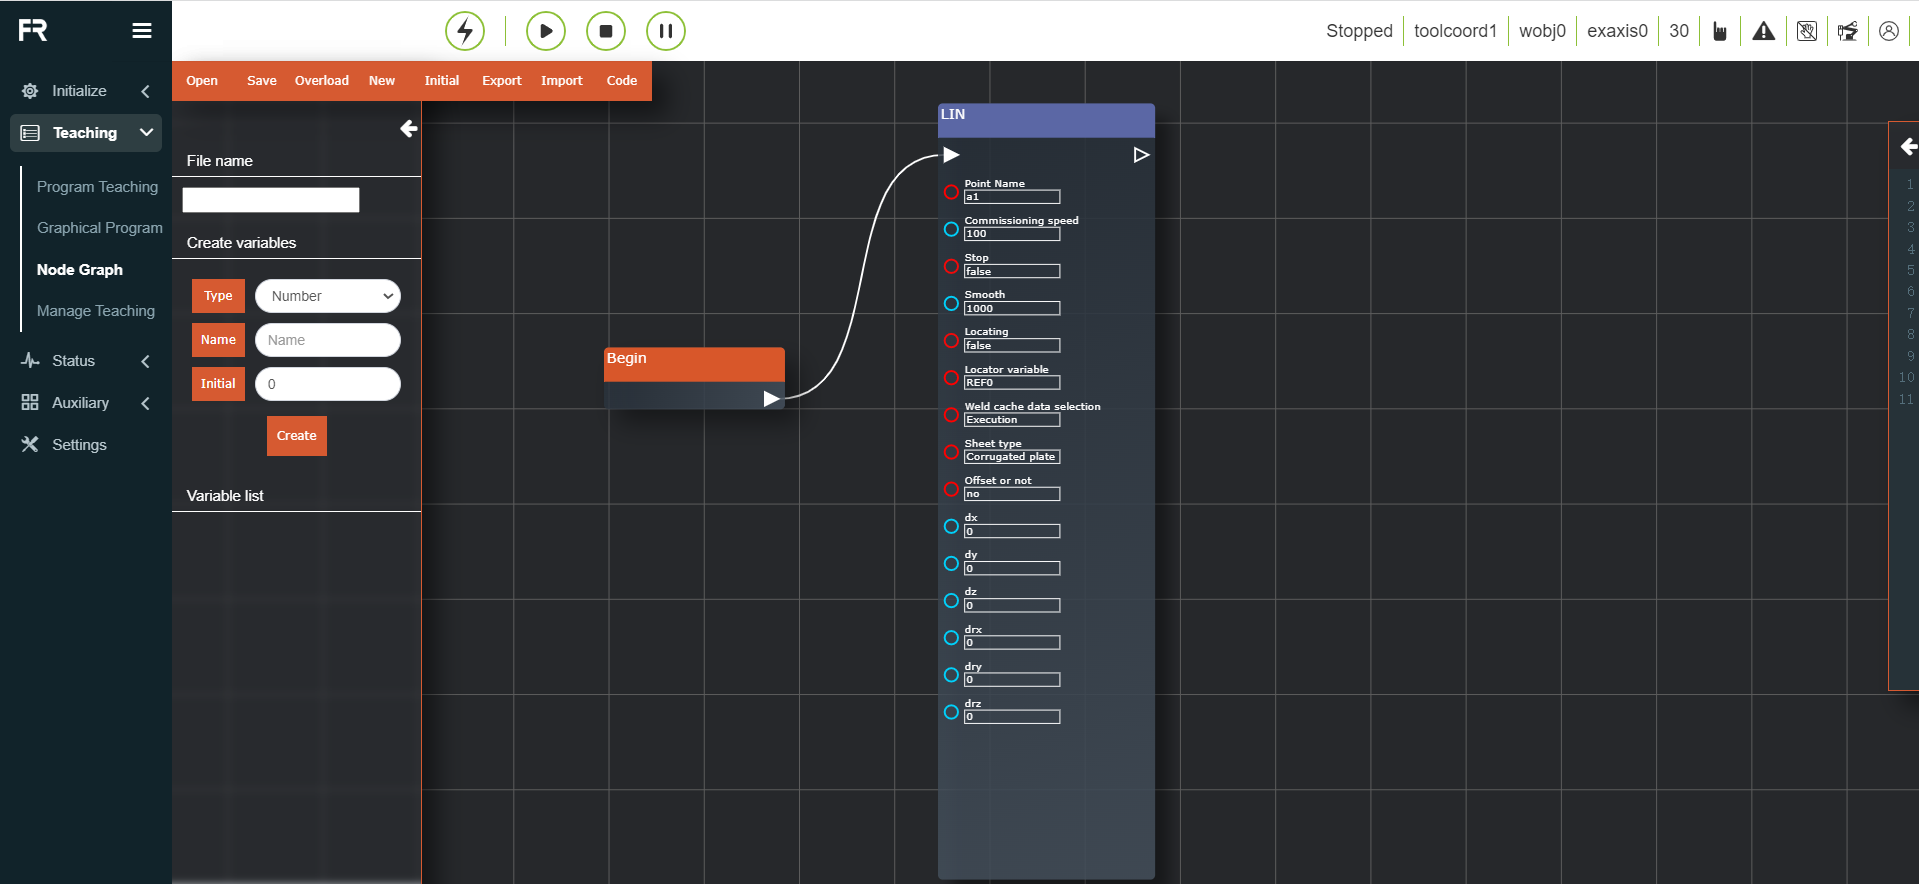 FR
Stopped
toolcoord1
wobj0
exaxis0
30
Initialize
Teaching
Program Teaching
Graphical Program
Node Graph
Manage Teaching
Status
Auxiliary
Settings
Open Save Overload New Initial Export Import Code
File name
Create variables
Type Number
Name Name
Initial 0
Create
Variable list
Begin
LIN
Point Name
a1
Commissioning speed
100
Stop
false
Smooth
1000
Locating
false
Locator variable
REF0
Weld cache data selection
Execution
Sheet type
Corrugated plate
Offset or not
no
dx
0
dy
0
dz
0
drx
0
dry
0
drz
0
1
2
3
4
5
6
7
8
9
10
11